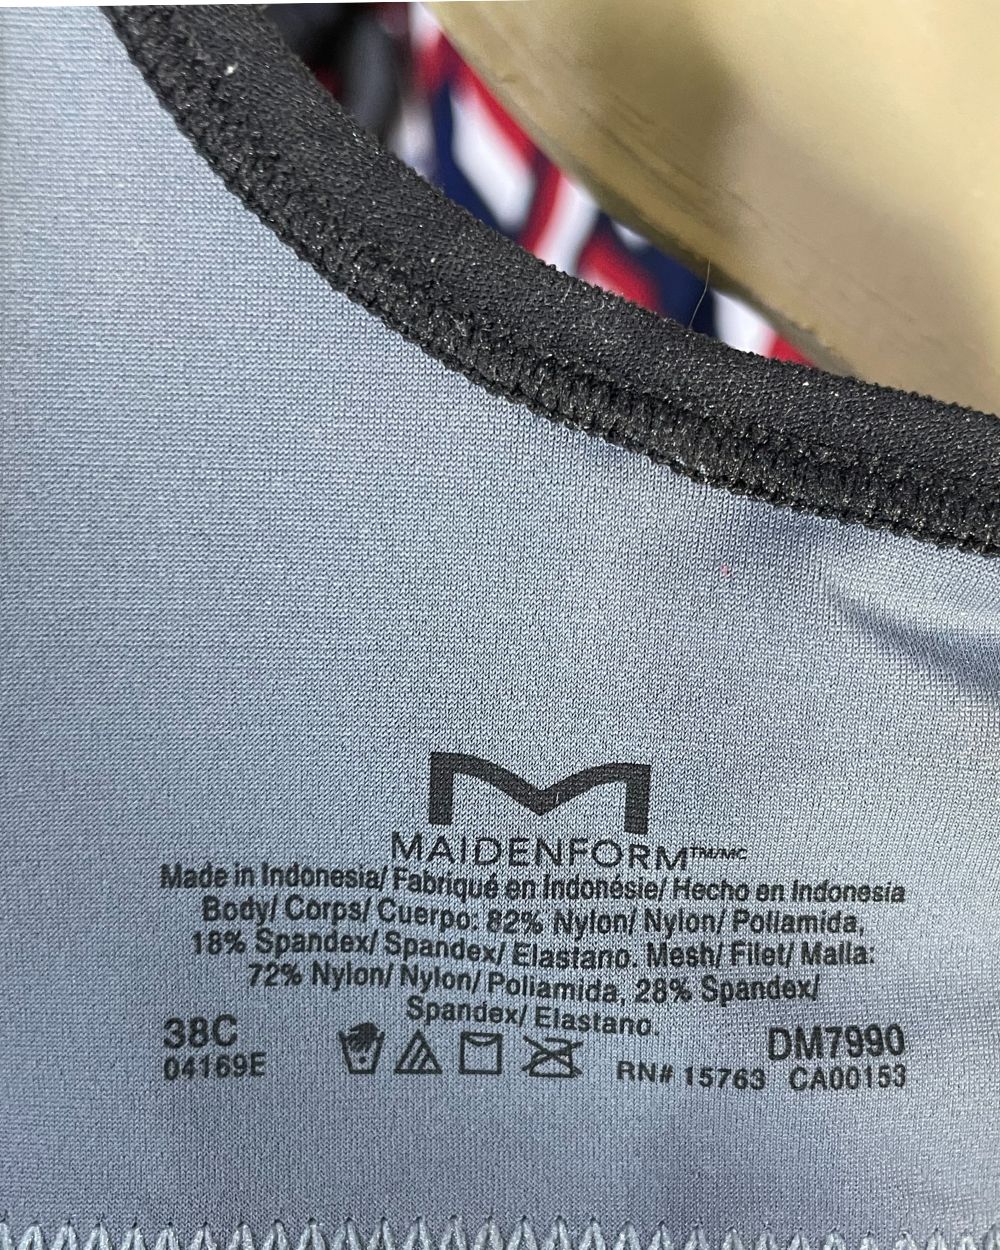 MAIDENFORM™/MC
Made in Indonesia/ Fabriqué en Indonésie/ Hecho en Indonesia
Body/ Corps/ Cuerpo: 82% Nylon/ Nylon/ Poliamida,
18% Spandex/ Spandex/ Elastano. Mesh/ Filet/ Malla:
72% Nylon/ Nylon/ Poliamida, 28% Spandex/
Spandex/ Elastano.
38C
04169E
DM7990
RN# 15763 CA00153